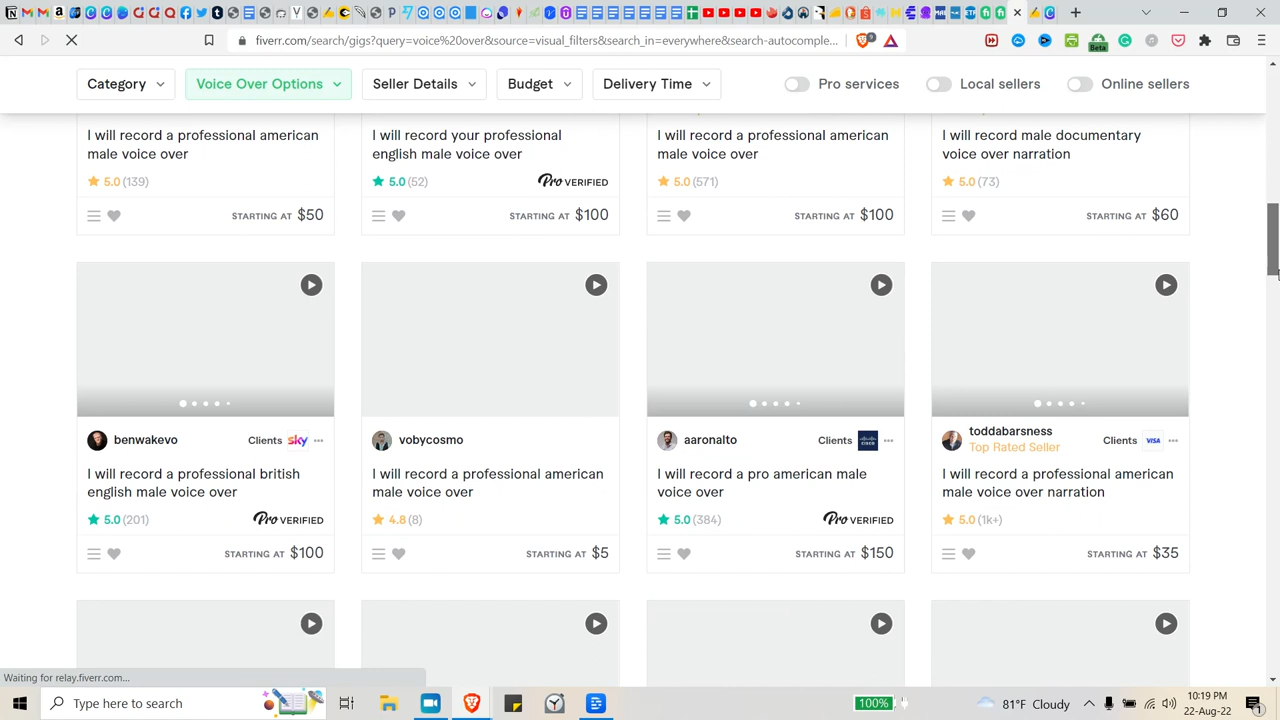 fiverr.com/search/gigs?query=voice%20over&source=visual_filters&search_in=everywhere&search-autocomple...
9
Beta
Category
Voice Over Options
Seller Details
Budget
Delivery Time
Pro services
Local sellers
Online sellers
I will record a professional american
male voice over
5.0 (139)
STARTING AT $50
I will record your professional
english male voice over
5.0 (52)
Pro VERIFIED
STARTING AT $100
I will record a professional american
male voice over
5.0 (571)
STARTING AT $100
I will record male documentary
voice over narration
5.0 (73)
STARTING AT $60
benwakevo
Clients sky
I will record a professional british
english male voice over
5.0 (201)
Pro VERIFIED
STARTING AT $100
vobycosmo
I will record a professional american
male voice over
4.8 (8)
STARTING AT $5
aaronalto
Clients CISCO
I will record a pro american male
voice over
5.0 (384)
Pro VERIFIED
STARTING AT $150
toddabarsness
Top Rated Seller
Clients VISA
I will record a professional american
male voice over narration
5.0 (1k+)
STARTING AT $35
Waiting for relay.fiverr.com...
Type here to search
100%
81°F Cloudy
10:19 PM
22-Aug-22
1